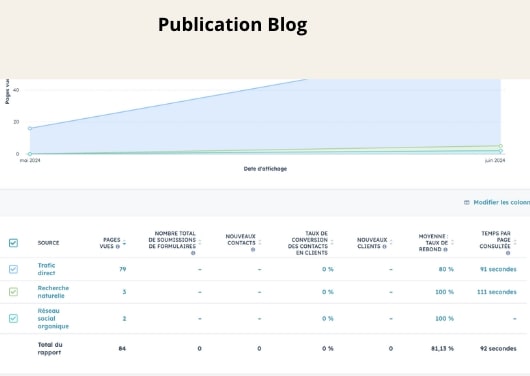 Publication Blog
Pages vue
40
20
0
mai 2024
juin 2024
Date d'affichage
Modifier les colonn
SOURCE
PAGES
VUES
NOMBRE TOTAL
DE SOUMISSIONS
DE FORMULAIRES
NOUVEAUX
CONTACTS
TAUX DE
CONVERSION
DES CONTACTS
EN CLIENTS
NOUVEAUX
CLIENTS
MOYENNE :
TAUX DE
REBOND
TEMPS PAR
PAGE
CONSULTÉE
Trafic
direct
79 – – 0 % – 80 % 91 secondes
Recherche
naturelle
3 – – 0 % – 100 % 111 secondes
Réseau
social
organique
2 – – 0 % – 100 % –
Total du
rapport
84 0 0 0 % 0 81,13 % 92 secondes